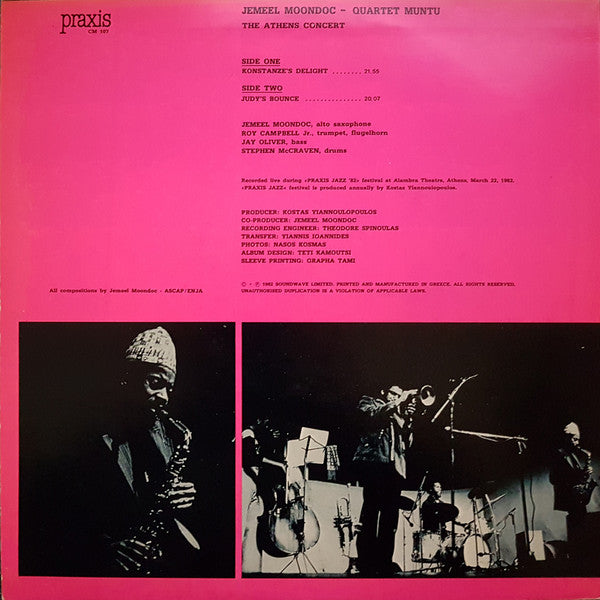 praxis
CM 107
JEMEEL MOONDOC - QUARTET MUNTU
THE ATHENS CONCERT
SIDE ONE
KONSTANZE'S DELIGHT ........ 21.55
SIDE TWO
JUDY'S BOUNCE ............... 20.07
JEMEEL MOONDOC, alto saxophone
ROY CAMPBELL Jr., trumpet, flugelhorn
JAY OLIVER, bass
STEPHEN McCRAVEN, drums
Recorded live during «PRAXIS JAZZ '82» festival at Alambra Theatre, Athens, March 22, 1982.
«PRAXIS JAZZ» festival is produced annually by Kostas Yiannoulopoulos.
PRODUCER: KOSTAS YIANNOULOPOULOS
CO-PRODUCER: JEMEEL MOONDOC
RECORDING ENGINEER: THEODORE SPINOULAS
TRANSFER: YIANNIS IOANNIDES
PHOTOS: NASOS KOSMAS
ALBUM DESIGN: TETI KAMOUTSI
SLEEVE PRINTING: GRAPHA TAMI
All compositions by Jemeel Moondoc - ASCAP/ENJA
© + ℗ 1982 SOUNDWAVE LIMITED. PRINTED AND MANUFACTURED IN GREECE. ALL RIGHTS RESERVED.
UNAUTHORISED DUPLICATION IS A VIOLATION OF APPLICABLE LAWS.